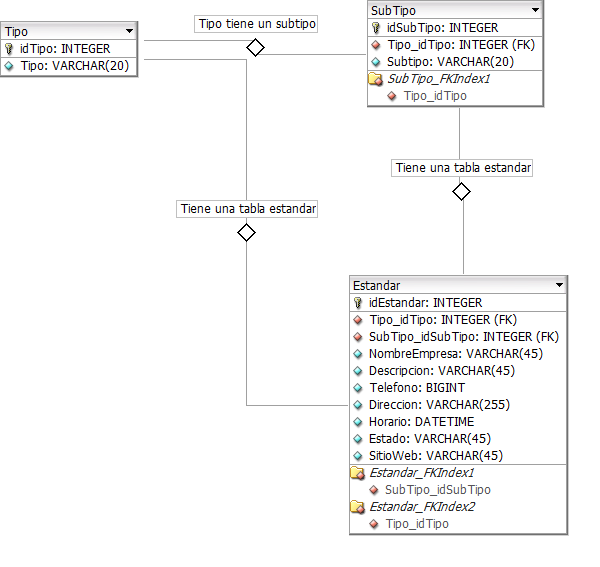 Tipo
idTipo: INTEGER
Tipo: VARCHAR(20)
Tipo tiene un subtipo
SubTipo
idSubTipo: INTEGER
Tipo_idTipo: INTEGER (FK)
Subtipo: VARCHAR(20)
SubTipo_FKIndex1
Tipo_idTipo
Tiene una tabla estandar
Tiene una tabla estandar
Estandar
idEstandar: INTEGER
Tipo_idTipo: INTEGER (FK)
SubTipo_idSubTipo: INTEGER (FK)
NombreEmpresa: VARCHAR(45)
Descripcion: VARCHAR(45)
Telefono: BIGINT
Direccion: VARCHAR(255)
Horario: DATETIME
Estado: VARCHAR(45)
SitioWeb: VARCHAR(45)
Estandar_FKIndex1
SubTipo_idSubTipo
Estandar_FKIndex2
Tipo_idTipo